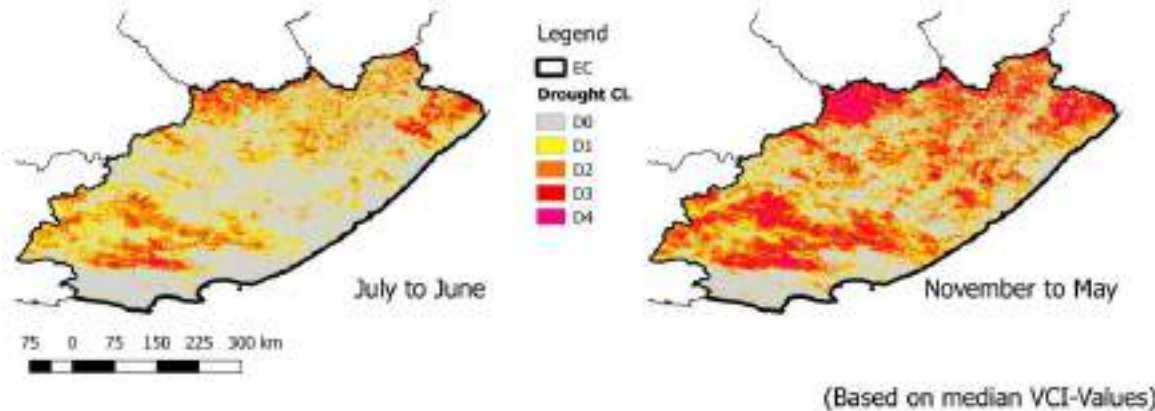 Legend
EC
Drought Cl.
D0
D1
D2
D3
D4
July to June
November to May
75 0 75 150 225 300 km
(Based on median VCI-Values)